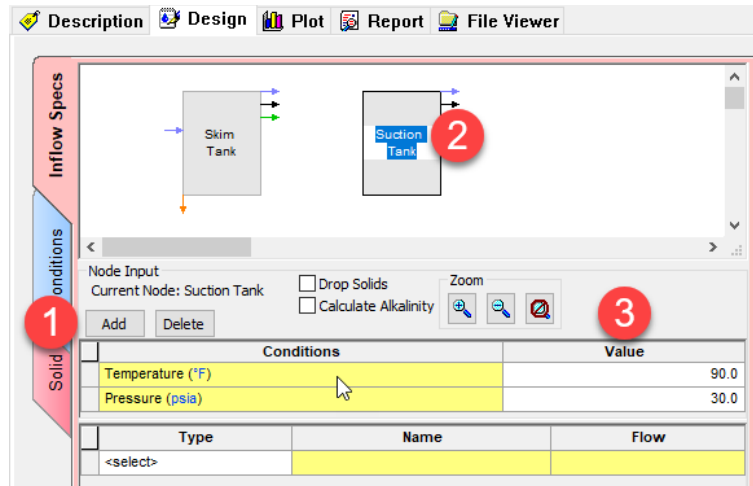 Description Design Plot Report File Viewer
Inflow Specs
Skim
Tank
Suction
Tank
2
onditions
Node Input
Current Node: Suction Tank
Drop Solids
Calculate Alkalinity
Zoom
1
3
Add Delete
Solid
Conditions Value
Temperature (°F) 90.0
Pressure (psia) 30.0
Type Name Flow
<select>